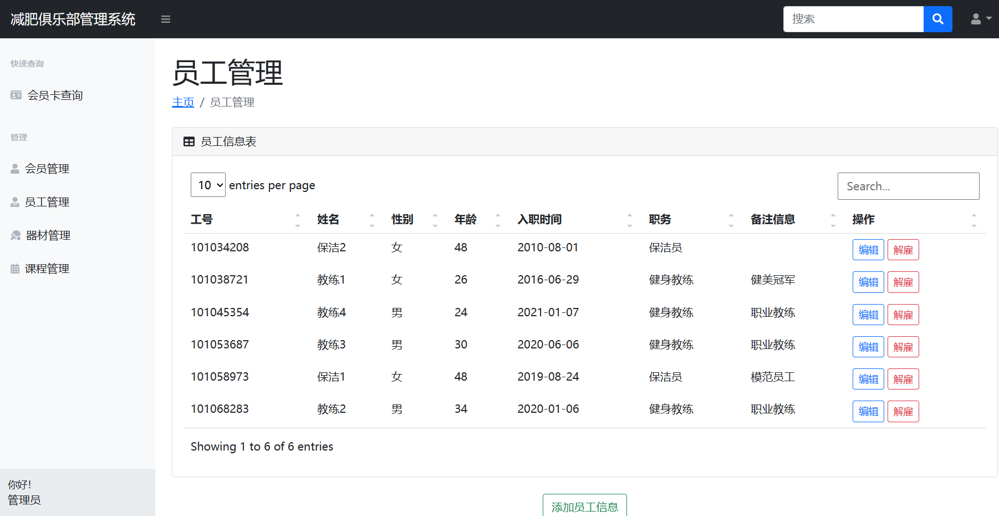 减肥俱乐部管理系统
搜索
快速查询
会员卡查询
管理
会员管理
员工管理
器材管理
课程管理
你好!
管理员
员工管理
主页 / 员工管理
员工信息表
10 entries per page
Search...
工号 姓名 性别 年龄 入职时间 职务 备注信息 操作
101034208 保洁2 女 48 2010-08-01 保洁员 编辑 解雇
101038721 教练1 女 26 2016-06-29 健身教练 健美冠军 编辑 解雇
101045354 教练4 男 24 2021-01-07 健身教练 职业教练 编辑 解雇
101053687 教练3 男 30 2020-06-06 健身教练 职业教练 编辑 解雇
101058973 保洁1 女 48 2019-08-24 保洁员 模范员工 编辑 解雇
101068283 教练2 男 34 2020-01-06 健身教练 职业教练 编辑 解雇
Showing 1 to 6 of 6 entries
添加员工信息